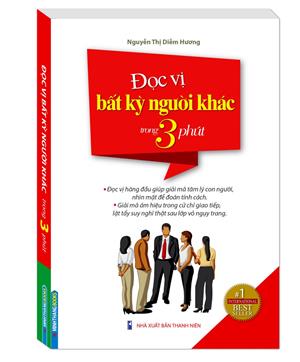 Nguyễn Thị Diễm Hương
Đọc vị
bất kỳ người khác
trong 3 phút
• Đọc vị hàng đầu giúp giải mã tâm lý con người,
nhìn mặt để đoán tính cách.
• Giải mã ám hiệu trong cử chỉ giao tiếp,
lật tẩy suy nghĩ thật sau lớp vỏ ngụy trang.
#1
INTERNATIONAL
BEST
SELLER
NHÀ XUẤT BẢN THANH NIÊN
ĐỌC VỊ BẤT KỲ NGƯỜI KHÁC trong 3 phút
MINHTHANGBOOKS